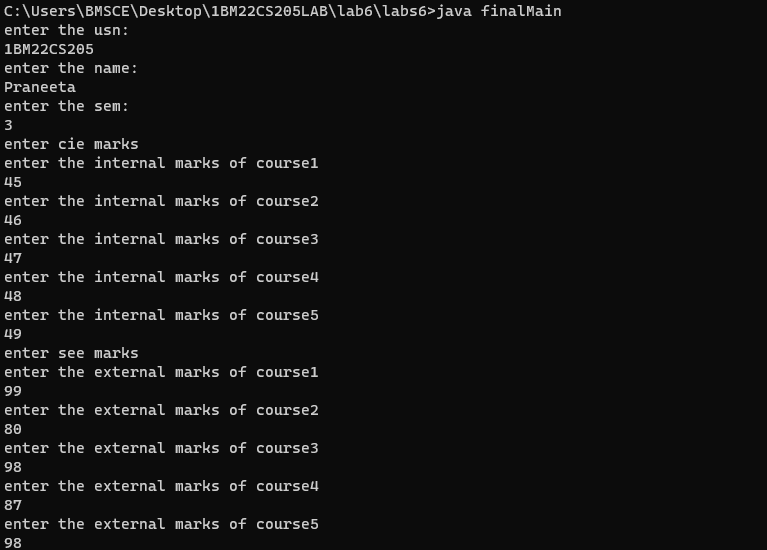 C:\Users\BMSCE\Desktop\1BM22CS205LAB\lab6\labs6>java finalMain
enter the usn:
1BM22CS205
enter the name:
Praneeta
enter the sem:
3
enter cie marks
enter the internal marks of course1
45
enter the internal marks of course2
46
enter the internal marks of course3
47
enter the internal marks of course4
48
enter the internal marks of course5
49
enter see marks
enter the external marks of course1
99
enter the external marks of course2
80
enter the external marks of course3
98
enter the external marks of course4
87
enter the external marks of course5
98